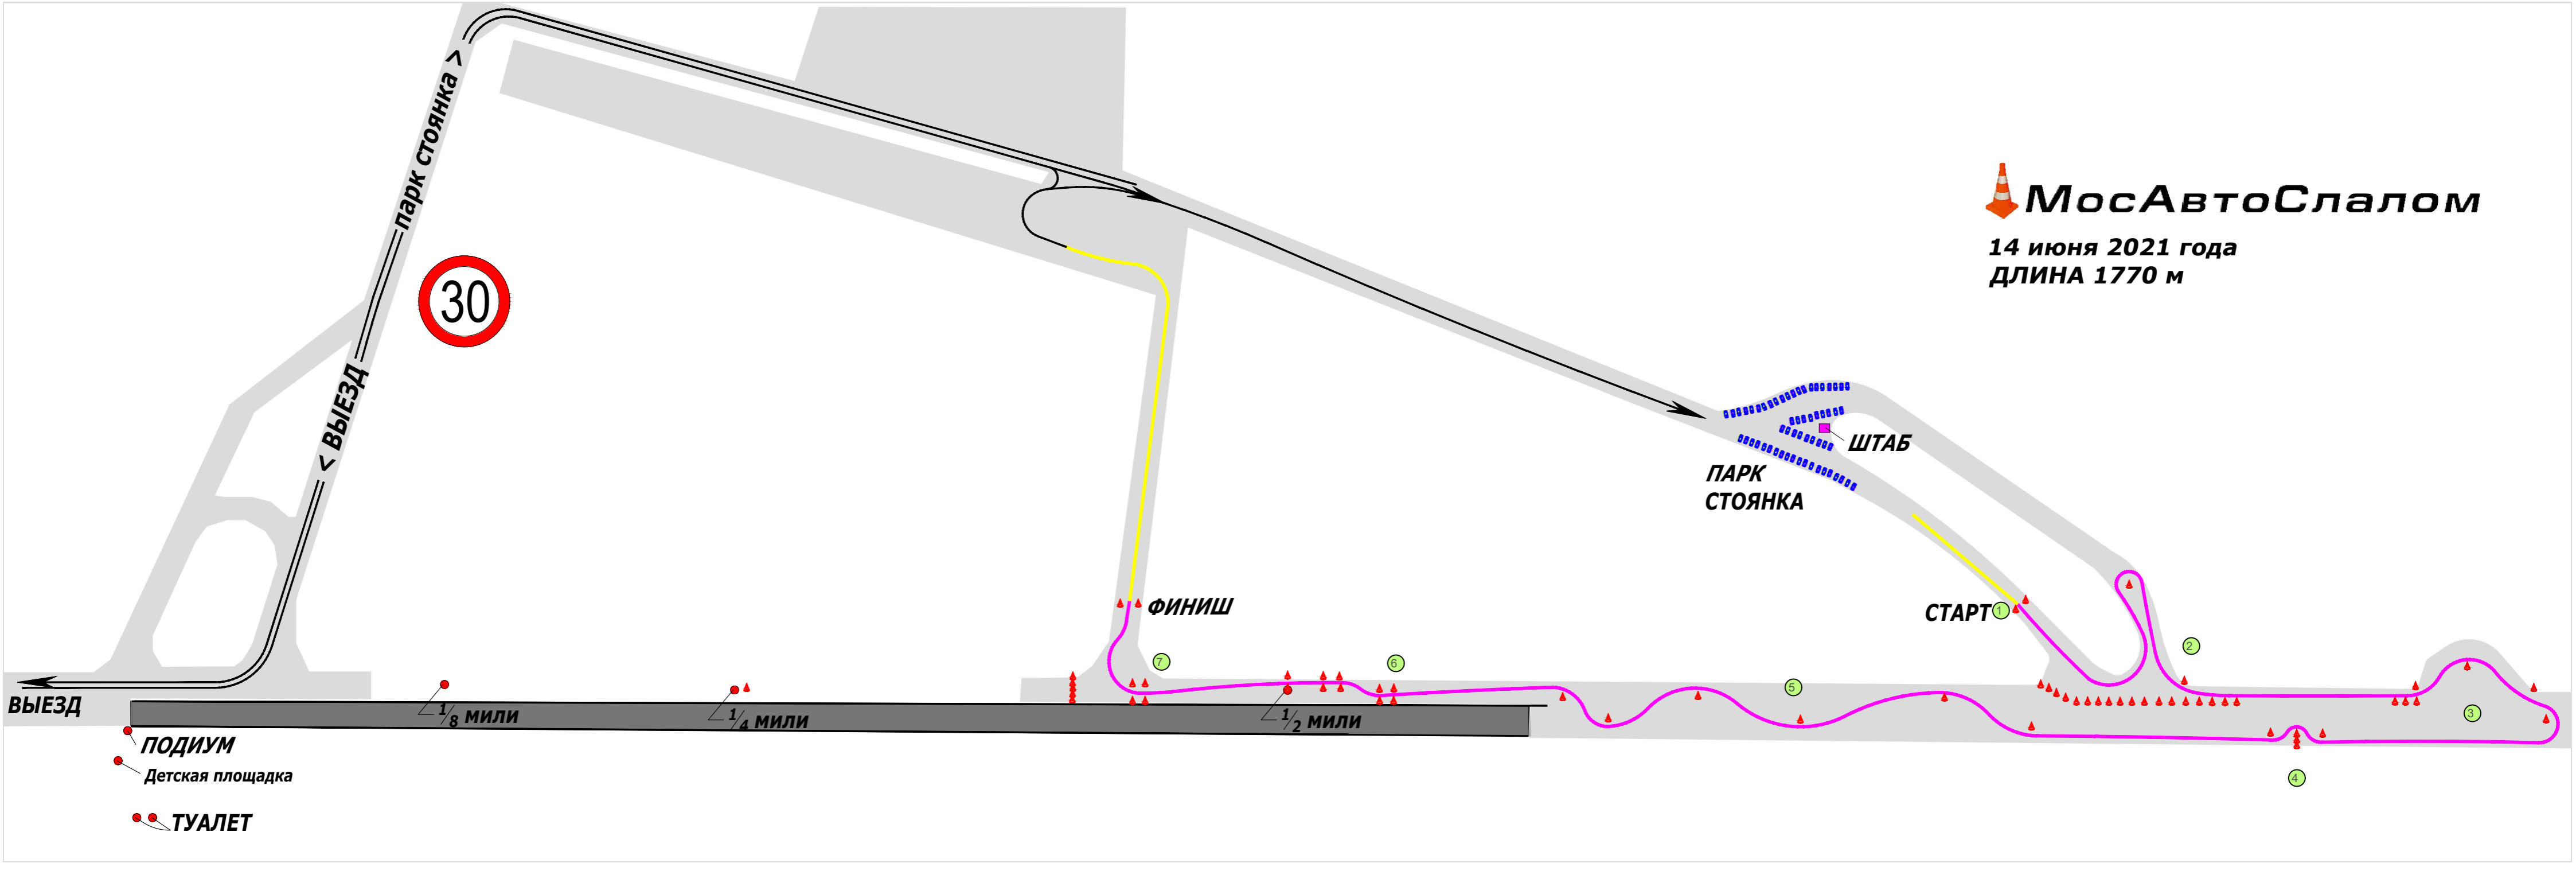 МосАвтоСлалом
14 июня 2021 года
ДЛИНА 1770 м
парк стоянка >
30
< ВЫЕЗД
ШТАБ
ПАРК
СТОЯНКА
ФИНИШ
СТАРТ
1
2
7
6
5
3
4
ВЫЕЗД
1/8 МИЛИ
1/4 МИЛИ
1/2 МИЛИ
ПОДИУМ
Детская площадка
ТУАЛЕТ